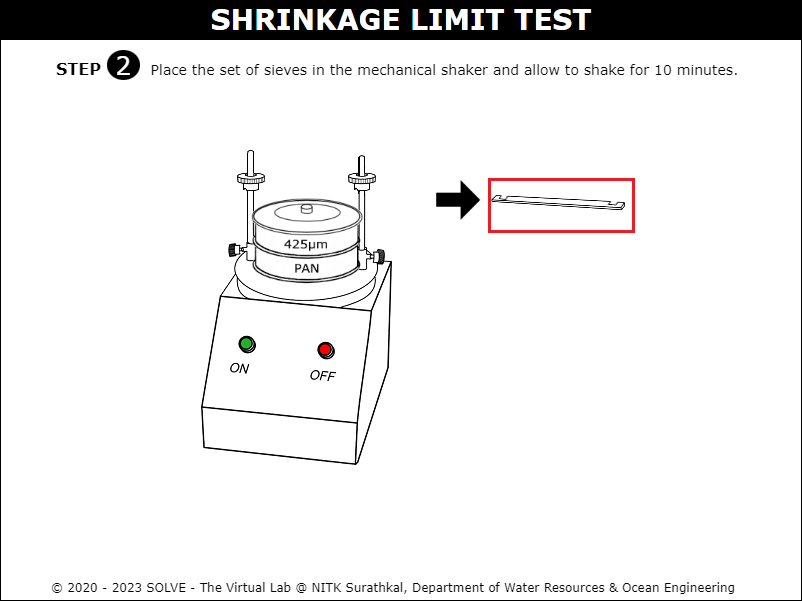 SHRINKAGE LIMIT TEST
STEP 2 Place the set of sieves in the mechanical shaker and allow to shake for 10 minutes.
425μm
PAN
ON
OFF
© 2020 - 2023 SOLVE - The Virtual Lab @ NITK Surathkal, Department of Water Resources & Ocean Engineering